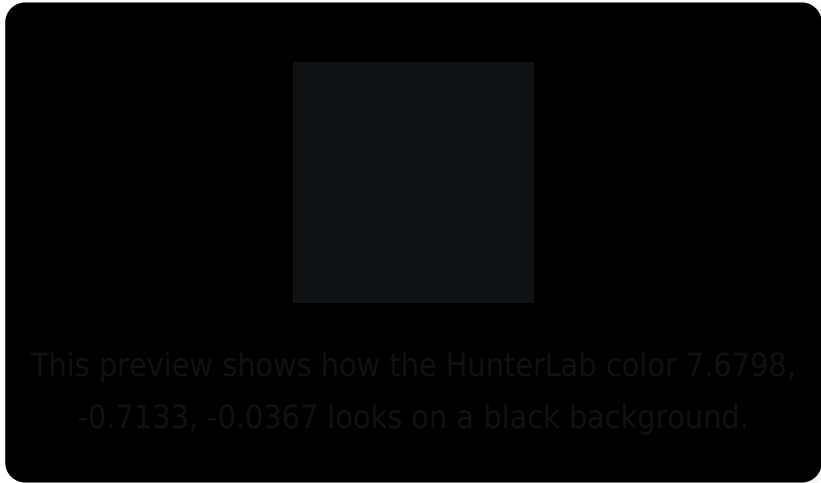 This preview shows how the HunterLab color 7.6798,
-0.7133, -0.0367 looks on a black background.